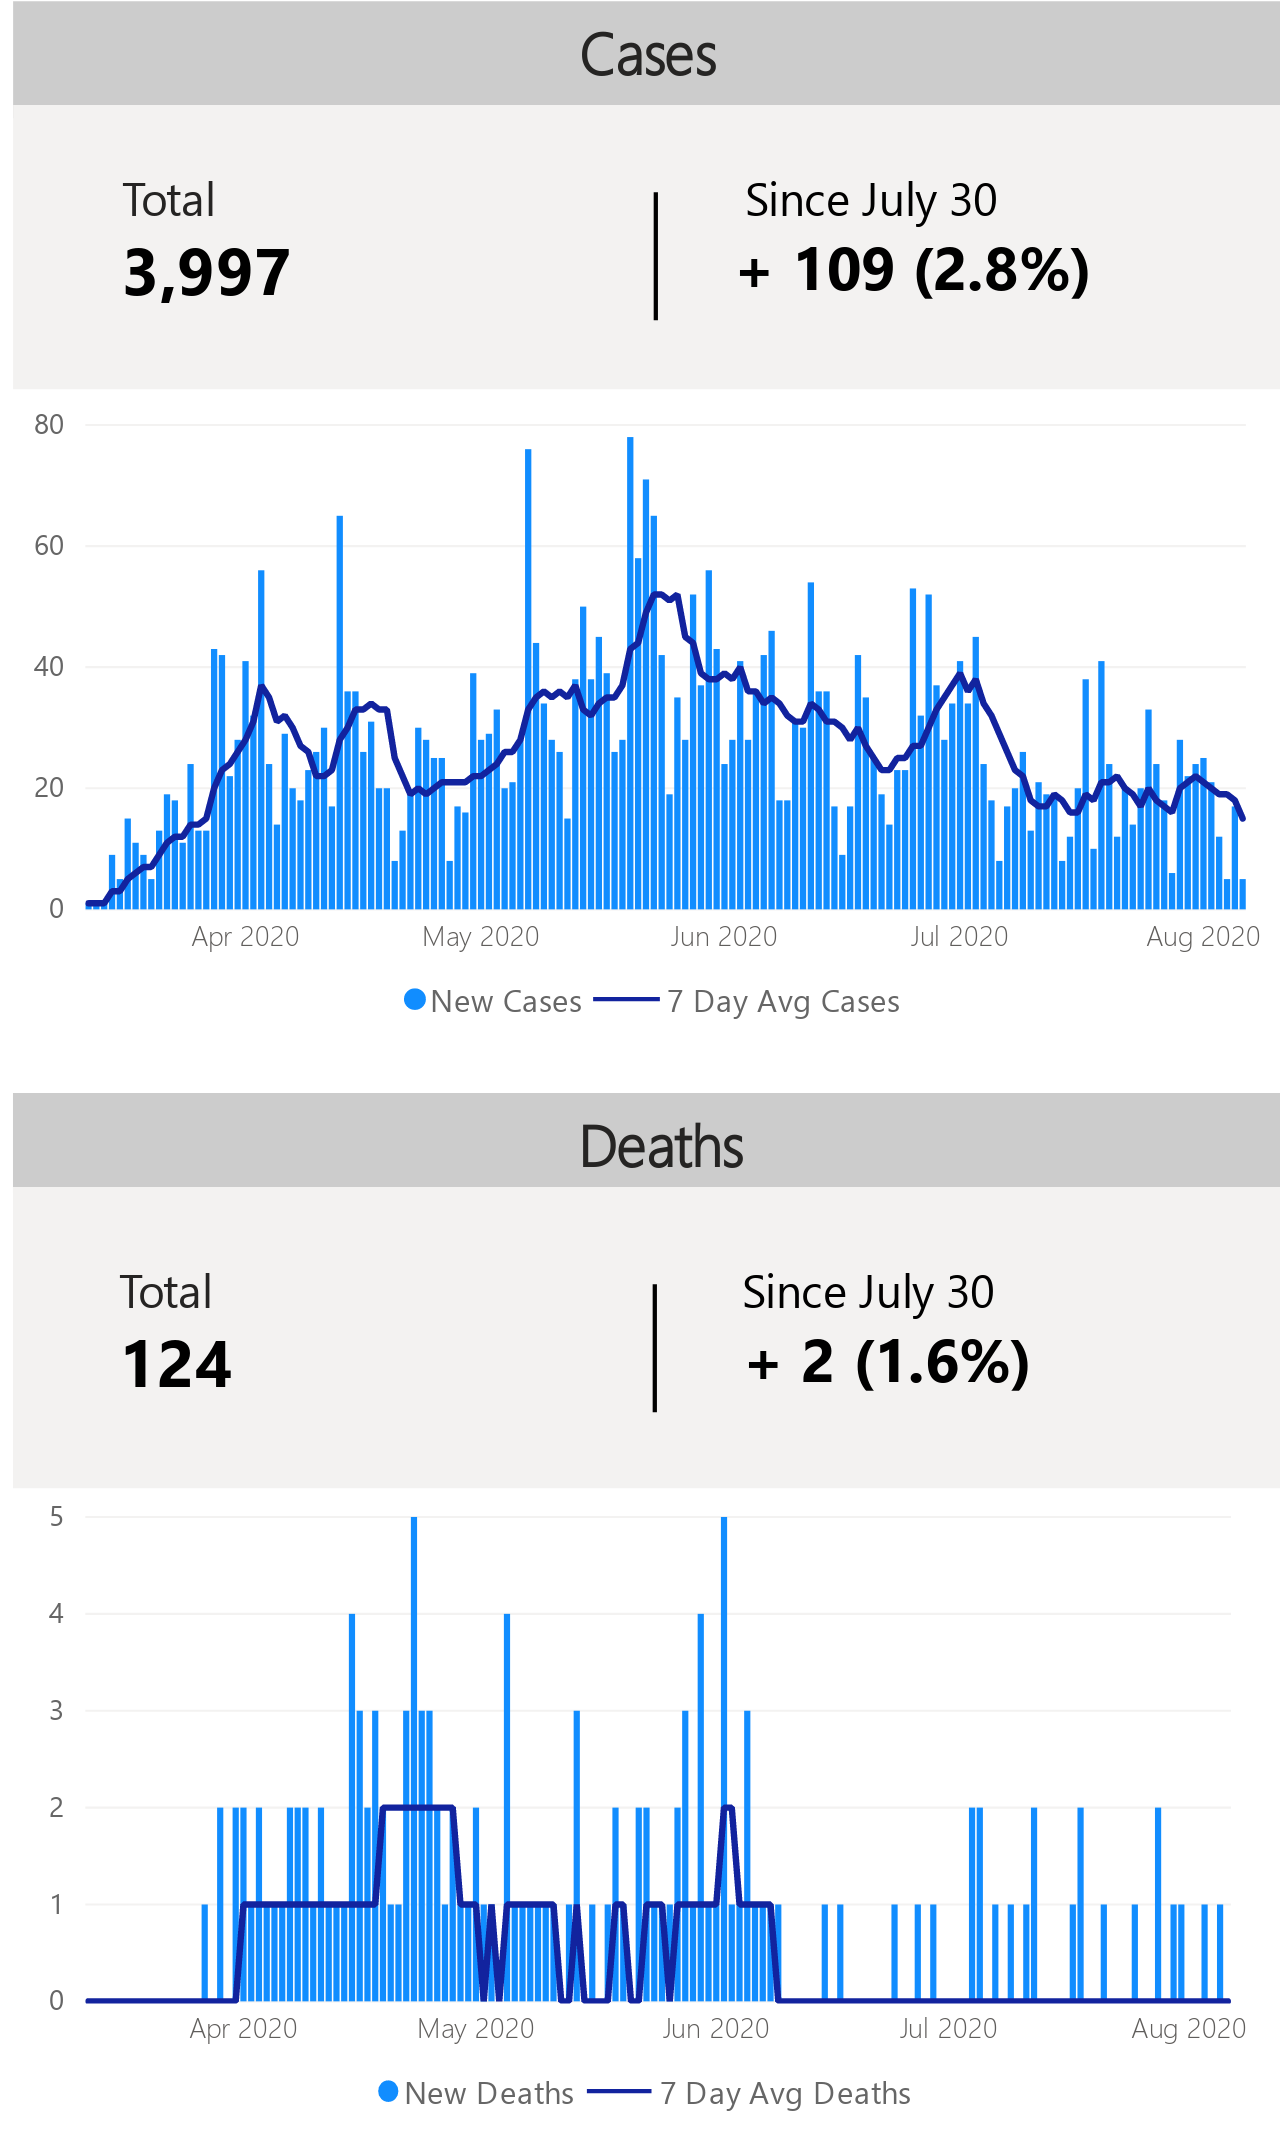 Cases
Total
Since July 30
3,997
+ 109 (2.8%)
80
60
40
20
0
Apr 2020
May 2020
Jun 2020
Jul 2020
Aug 2020
New Cases
7 Day Avg Cases
Deaths
Total
Since July 30
124
+ 2 (1.6%)
5
4
3
2
1
0
Apr 2020
May 2020
Jun 2020
Jul 2020
Aug 2020
New Deaths
7 Day Avg Deaths